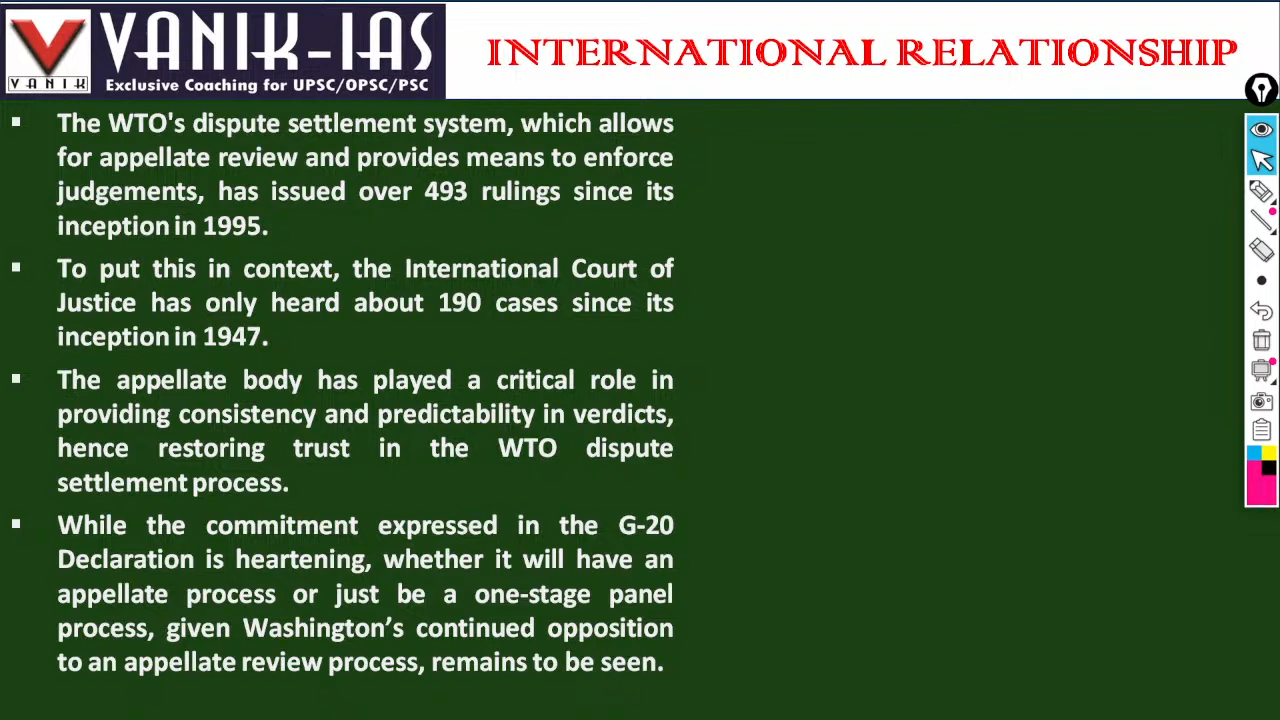 VANIK-IAS
VANIK
Exclusive Coaching for UPSC/OPSC/PSC
INTERNATIONAL RELATIONSHIP
▪ The WTO's dispute settlement system, which allows
for appellate review and provides means to enforce
judgements, has issued over 493 rulings since its
inception in 1995.
▪ To put this in context, the International Court of
Justice has only heard about 190 cases since its
inception in 1947.
▪ The appellate body has played a critical role in
providing consistency and predictability in verdicts,
hence restoring trust in the WTO dispute
settlement process.
▪ While the commitment expressed in the G-20
Declaration is heartening, whether it will have an
appellate process or just be a one-stage panel
process, given Washington’s continued opposition
to an appellate review process, remains to be seen.